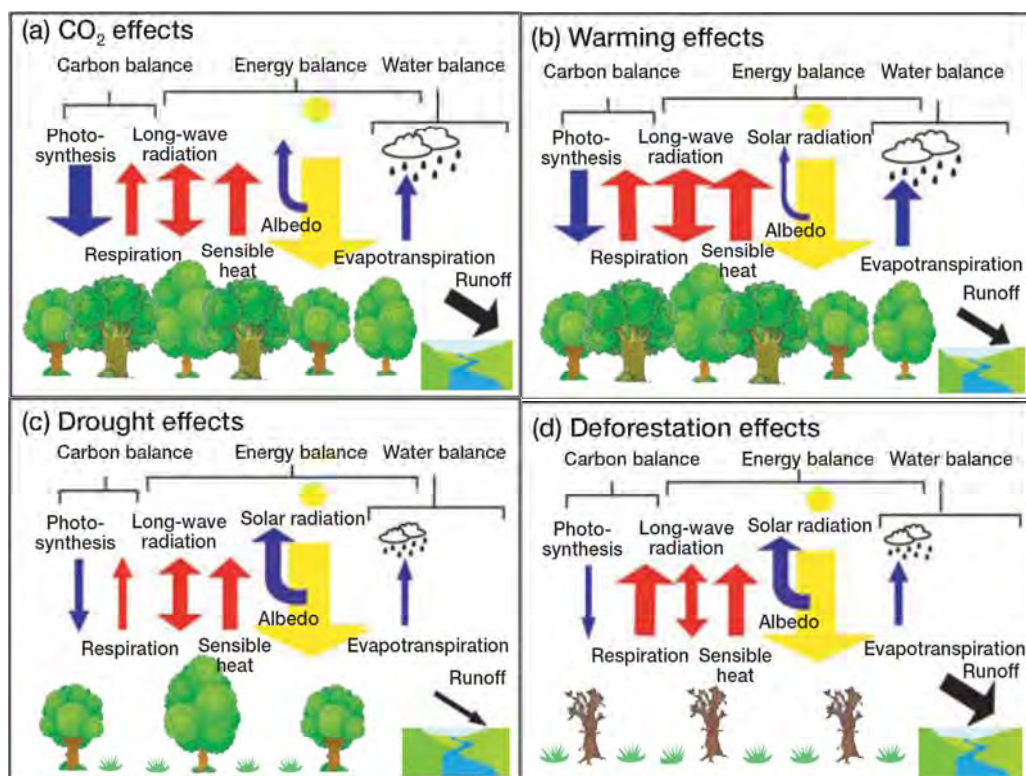 (a) CO₂ effects
Carbon balance
Energy balance
Water balance
Photo-
synthesis
Long-wave
radiation
Albedo
Respiration
Sensible
heat
Evapotranspiration
Runoff
(b) Warming effects
Carbon balance
Energy balance
Water balance
Photo-
synthesis
Long-wave
radiation
Solar radiation
Albedo
Respiration
Sensible
heat
Evapotranspiration
Runoff
(c) Drought effects
Carbon balance
Energy balance
Water balance
Photo-
synthesis
Long-wave
radiation
Solar radiation
Albedo
Respiration
Sensible
heat
Evapotranspiration
Runoff
(d) Deforestation effects
Carbon balance
Energy balance
Water balance
Photo-
synthesis
Long-wave
radiation
Solar radiation
Albedo
Respiration
Sensible
heat
Evapotranspiration
Runoff